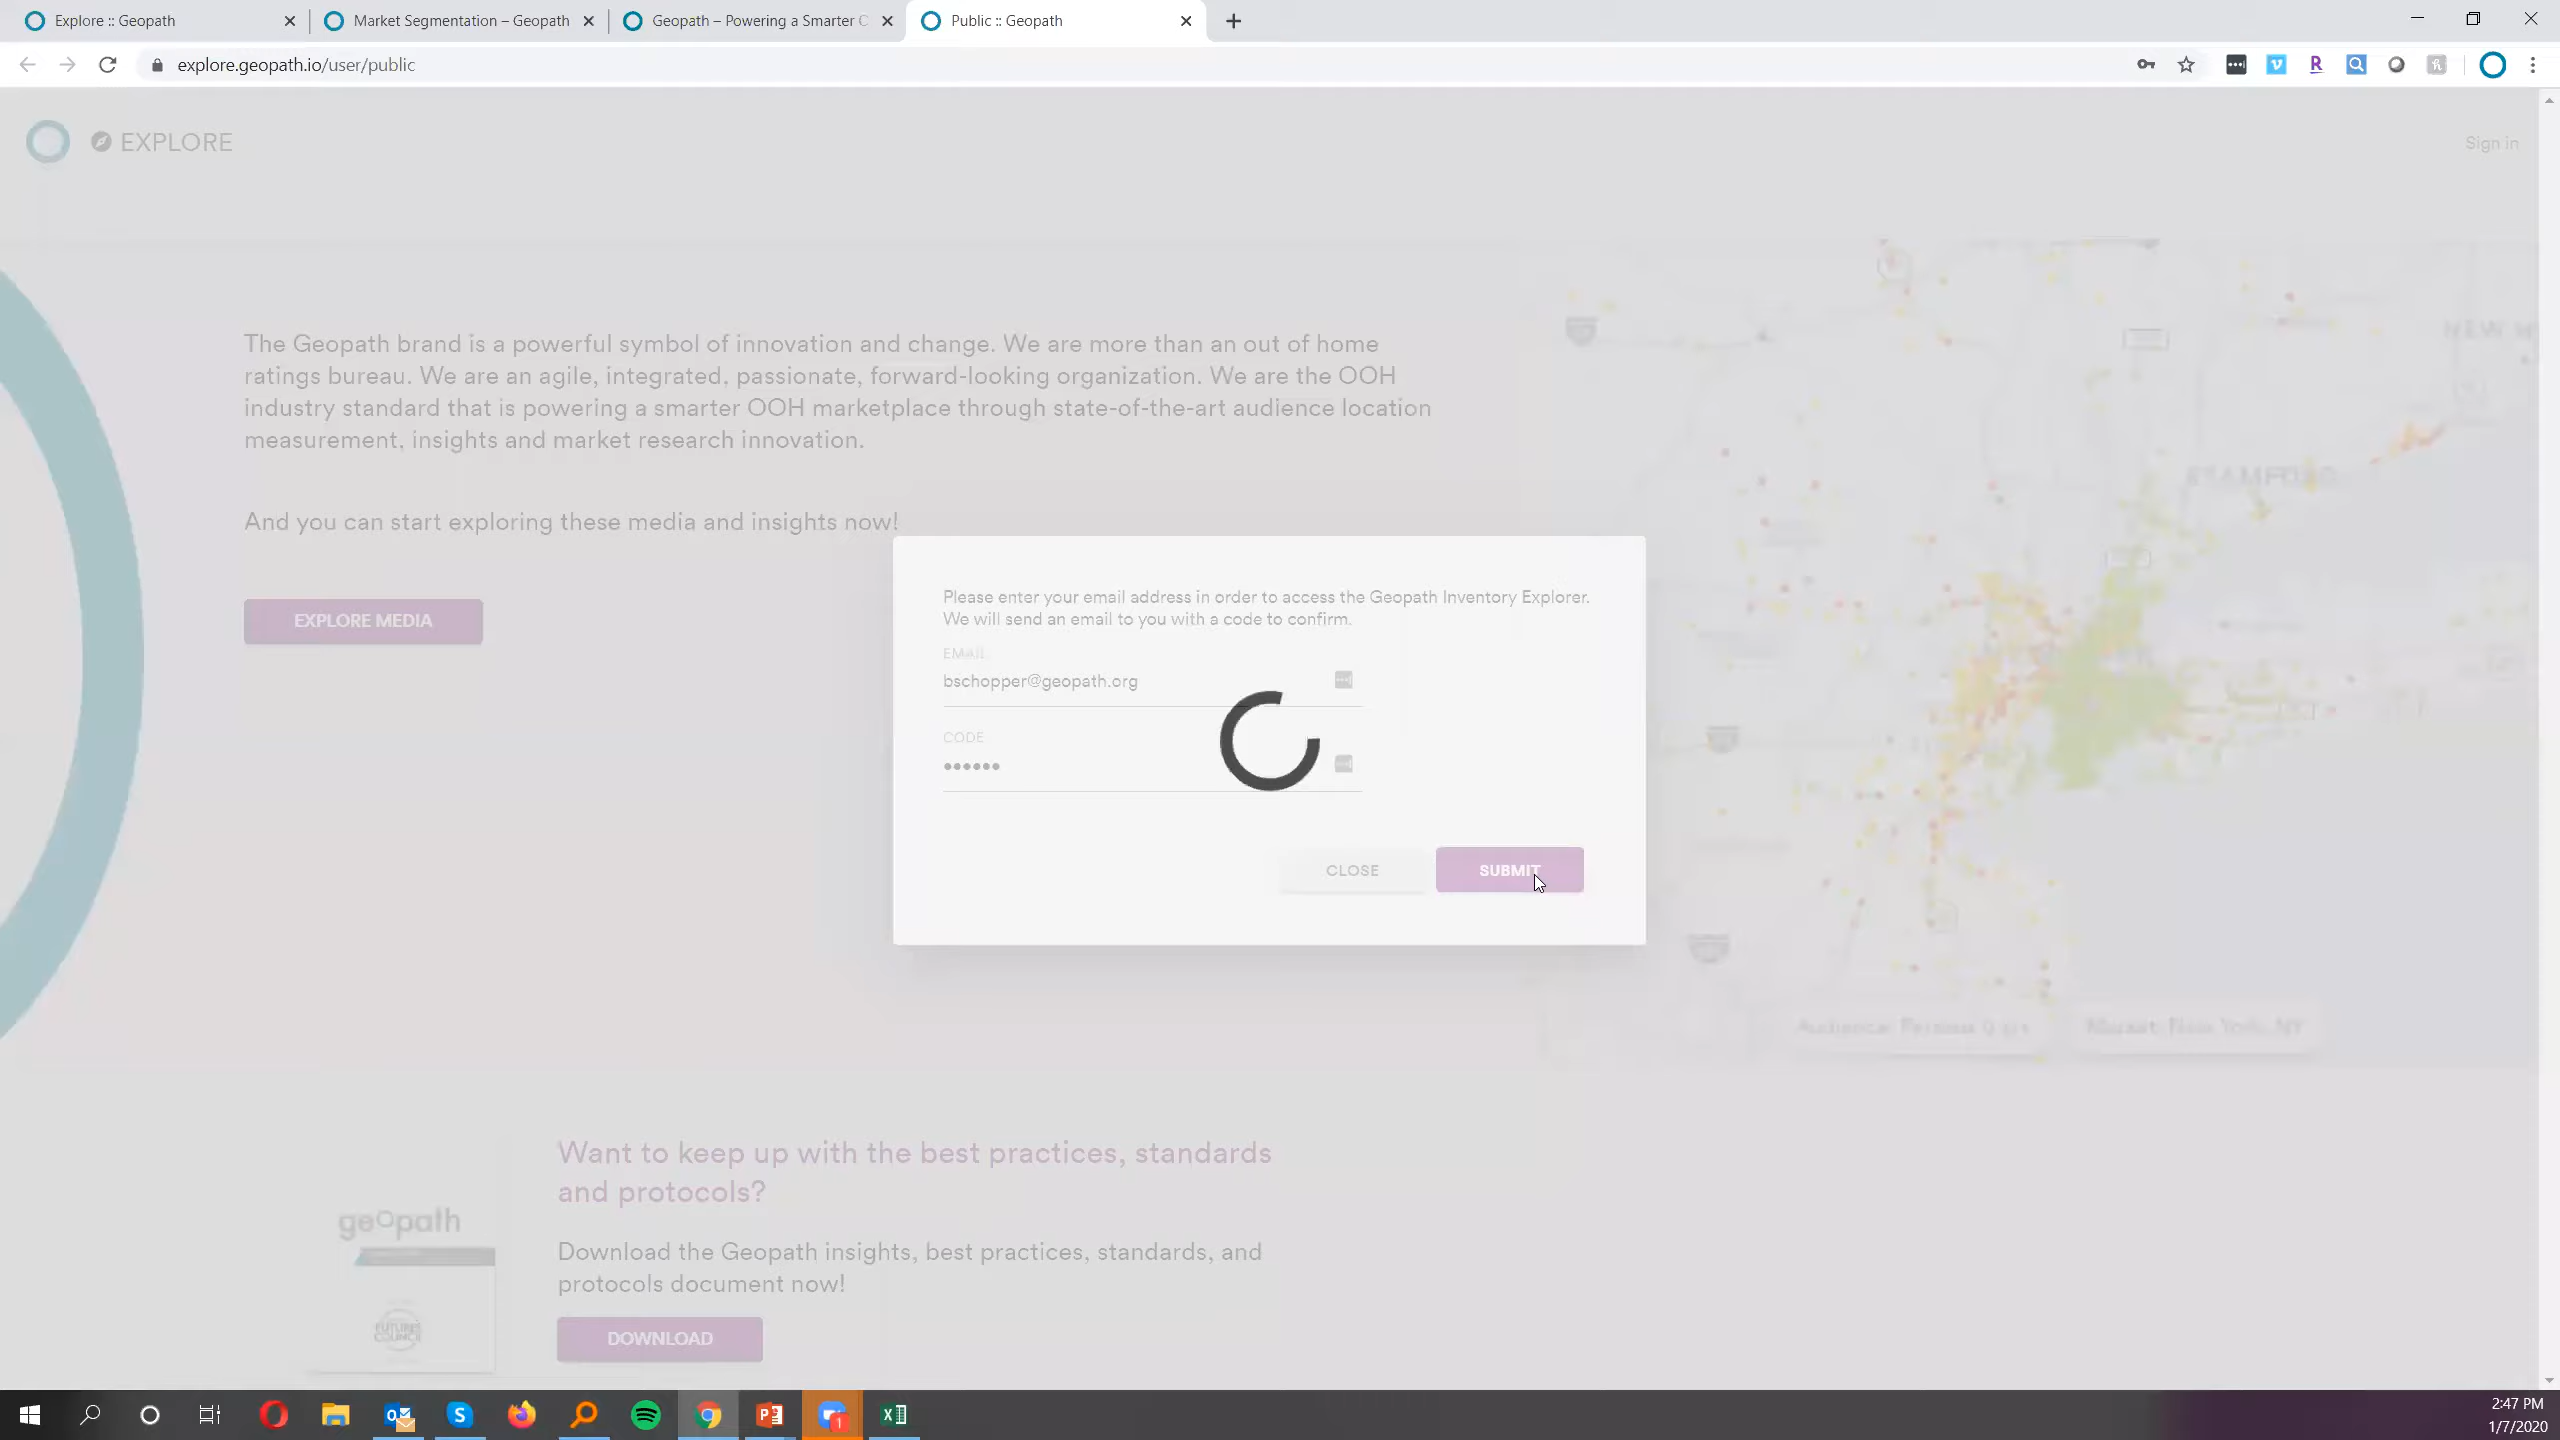 Explore :: Geopath
Market Segmentation – Geopath
Geopath – Powering a Smarter C
Public :: Geopath
explore.geopath.io/user/public
EXPLORE
Sign in
The Geopath brand is a powerful symbol of innovation and change. We are more than an out of home
ratings bureau. We are an agile, integrated, passionate, forward-looking organization. We are the OOH
industry standard that is powering a smarter OOH marketplace through state-of-the-art audience location
measurement, insights and market research innovation.
And you can start exploring these media and insights now!
EXPLORE MEDIA
Please enter your email address in order to access the Geopath Inventory Explorer.
We will send an email to you with a code to confirm.
EMAIL
bschopper@geopath.org
CODE
••••••
CLOSE
SUBMIT
STAMFORD
Market: New York, NY
Want to keep up with the best practices, standards
and protocols?
geopath
FUTURES
COUNCIL
Download the Geopath insights, best practices, standards, and
protocols document now!
DOWNLOAD
2:47 PM
1/7/2020